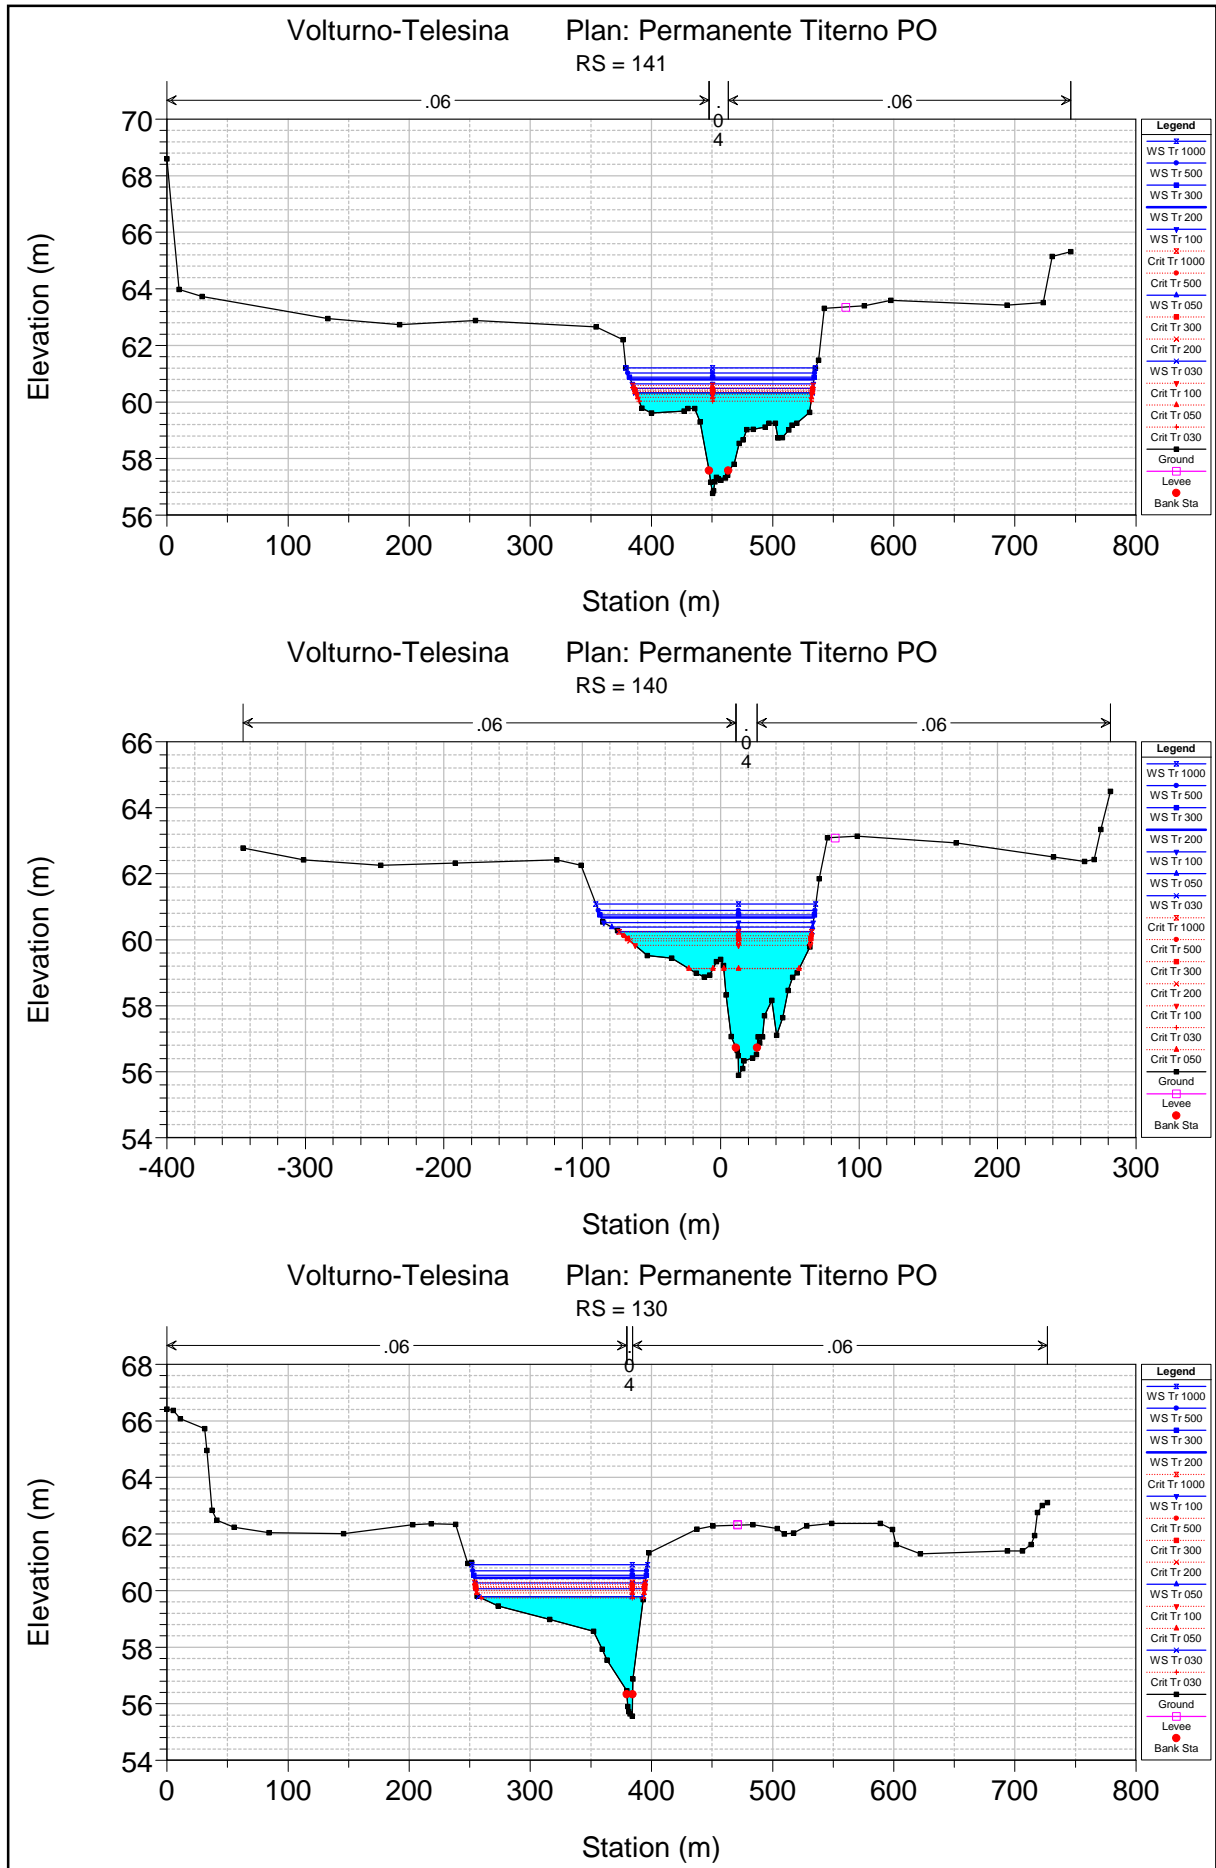 Volturno-Telesina Plan: Permanente Titerno PO
RS = 141
.06 .04 .06
Elevation (m)
70
68
66
64
62
60
58
56
0 100 200 300 400 500 600 700 800
Station (m)
Legend
WS Tr 1000
WS Tr 500
WS Tr 300
WS Tr 200
WS Tr 100
Crit Tr 1000
Crit Tr 500
WS Tr 050
Crit Tr 300
Crit Tr 200
WS Tr 030
Crit Tr 100
Crit Tr 050
Crit Tr 030
Ground
Levee
Bank Sta
Volturno-Telesina Plan: Permanente Titerno PO
RS = 140
.06 .04 .06
Elevation (m)
66
64
62
60
58
56
54
-400 -300 -200 -100 0 100 200 300
Station (m)
Legend
WS Tr 1000
WS Tr 500
WS Tr 300
WS Tr 200
WS Tr 100
WS Tr 050
WS Tr 030
Crit Tr 1000
Crit Tr 500
Crit Tr 300
Crit Tr 200
Crit Tr 100
Crit Tr 030
Crit Tr 050
Ground
Levee
Bank Sta
Volturno-Telesina Plan: Permanente Titerno PO
RS = 130
.06 .04 .06
Elevation (m)
68
66
64
62
60
58
56
54
0 100 200 300 400 500 600 700 800
Station (m)
Legend
WS Tr 1000
WS Tr 500
WS Tr 300
WS Tr 200
Crit Tr 1000
WS Tr 100
Crit Tr 500
Crit Tr 300
Crit Tr 200
WS Tr 050
Crit Tr 100
Crit Tr 050
WS Tr 030
Crit Tr 030
Ground
Levee
Bank Sta